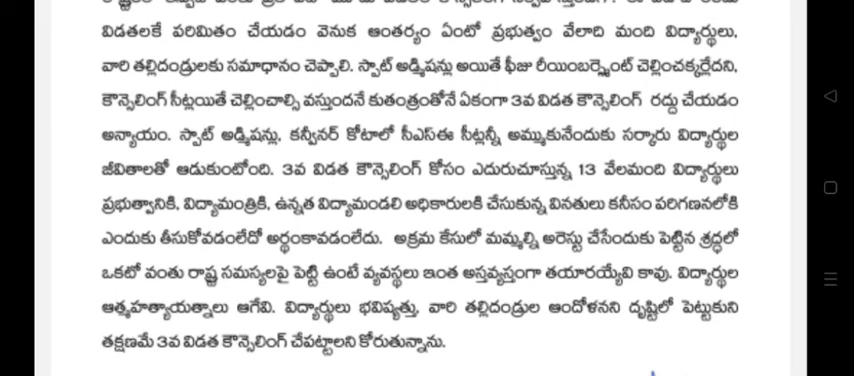 విడతలకే పరిమితం చేయడం వెనుక ఆంతర్యం ఏంటో ప్రభుత్వం వేలాది మంది విద్యార్థులు,
వారి తల్లిదండ్రులకు సమాధానం చెప్పాలి. స్పాట్ అడ్మిషన్లు అయితే ఫీజు రీయింబర్స్మెంట్ చెల్లించక్కర్లేదని,
కౌన్సెలింగ్ సీట్లయితే చెల్లించాల్సి వస్తుందనే కుతంత్రంతోనే ఏకంగా 3వ విడత కౌన్సెలింగ్ రద్దు చేయడం
అన్యాయం. స్పాట్ అడ్మిషన్లు, కన్వీనర్ కోటాలో సీఎస్ఈ సీట్లన్నీ అమ్ముకునేందుకు సర్కారు విద్యార్థుల
జీవితాలతో ఆడుకుంటోంది. 3వ విడత కౌన్సెలింగ్ కోసం ఎదురుచూస్తున్న 13 వేలమంది విద్యార్థులు
ప్రభుత్వానికి, విద్యామంత్రికి, ఉన్నత విద్యామండలి అధికారులకి చేసుకున్న వినతులు కనీసం పరిగణనలోకి
ఎందుకు తీసుకోవడంలేదో అర్థంకావడంలేదు. అక్రమ కేసులో మమ్మల్ని అరెస్టు చేసేందుకు పెట్టిన శ్రద్ధలో
ఒకటో వంతు రాష్ట్ర సమస్యలపై పెట్టి ఉంటే వ్యవస్థలు ఇంత అస్తవ్యస్తంగా తయారయ్యేవి కావు. విద్యార్థుల
ఆత్మహత్యాయత్నాలు ఆగేవి. విద్యార్థులు భవిష్యత్తు, వారి తల్లిదండ్రుల ఆందోళనని దృష్టిలో పెట్టుకుని
తక్షణమే 3వ విడత కౌన్సెలింగ్ చేపట్టాలని కోరుతున్నాను.